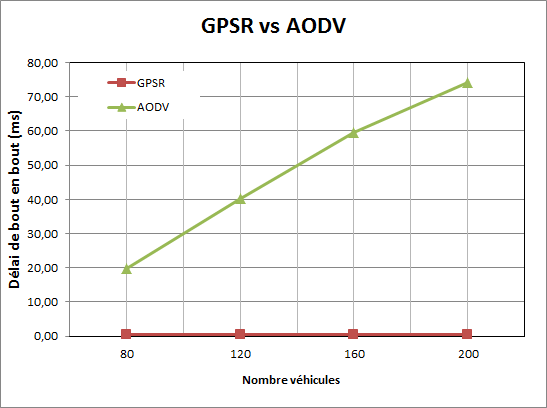 GPSR vs AODV
80,00
70,00
60,00
50,00
40,00
30,00
20,00
10,00
0,00
GPSR
AODV
Délai de bout en bout (ms)
80
120
160
200
Nombre véhicules